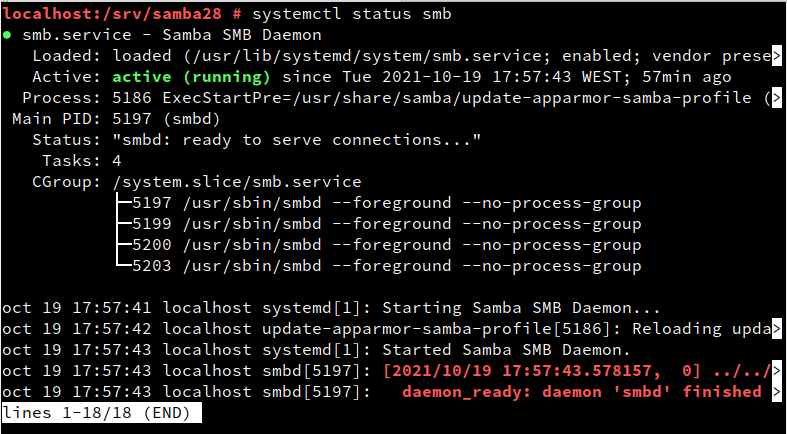 localhost:/srv/samba28 # systemctl status smb
● smb.service - Samba SMB Daemon
Loaded: loaded (/usr/lib/systemd/system/smb.service; enabled; vendor prese>
Active: active (running) since Tue 2021-10-19 17:57:43 WEST; 57min ago
Process: 5186 ExecStartPre=/usr/share/samba/update-apparmor-samba-profile (>
Main PID: 5197 (smbd)
Status: "smbd: ready to serve connections..."
Tasks: 4
CGroup: /system.slice/smb.service
├─5197 /usr/sbin/smbd --foreground --no-process-group
├─5199 /usr/sbin/smbd --foreground --no-process-group
├─5200 /usr/sbin/smbd --foreground --no-process-group
└─5203 /usr/sbin/smbd --foreground --no-process-group
oct 19 17:57:41 localhost systemd[1]: Starting Samba SMB Daemon...
oct 19 17:57:42 localhost update-apparmor-samba-profile[5186]: Reloading upda>
oct 19 17:57:43 localhost systemd[1]: Started Samba SMB Daemon.
oct 19 17:57:43 localhost smbd[5197]: [2021/10/19 17:57:43.578157, 0] ../../>
oct 19 17:57:43 localhost smbd[5197]: daemon_ready: daemon 'smbd' finished >
lines 1-18/18 (END)